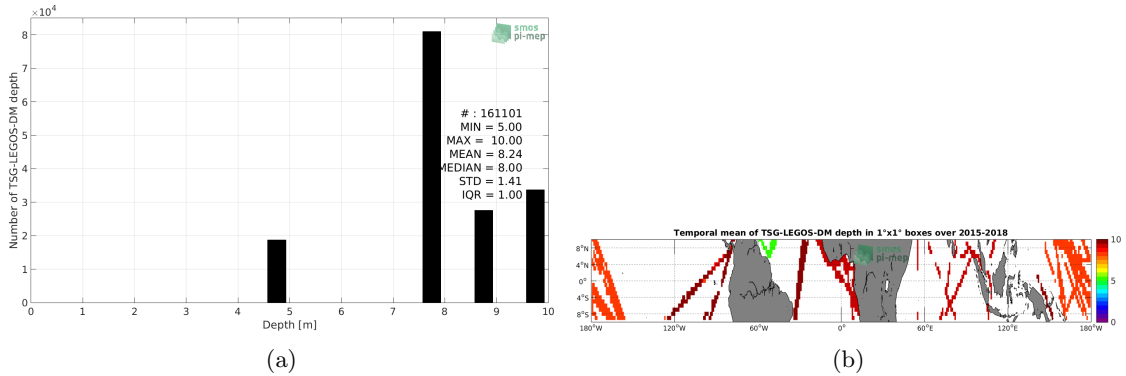 ×10⁴
8
7
6
5
4
3
2
1
0
Number of TSG-LEGOS-DM depth
smos
pi-mep
# : 161101
MIN = 5.00
MAX = 10.00
MEAN = 8.24
MEDIAN = 8.00
STD = 1.41
IQR = 1.00
0 1 2 3 4 5 6 7 8 9 10
Depth [m]
(a)
Temporal mean of TSG-LEGOS-DM depth in 1°x1° boxes over 2015-2018
smos
pi-mep
8°N
4°N
0°
4°S
8°S
180°W 120°W 60°W 0° 60°E 120°E 180°W
10
5
0
(b)